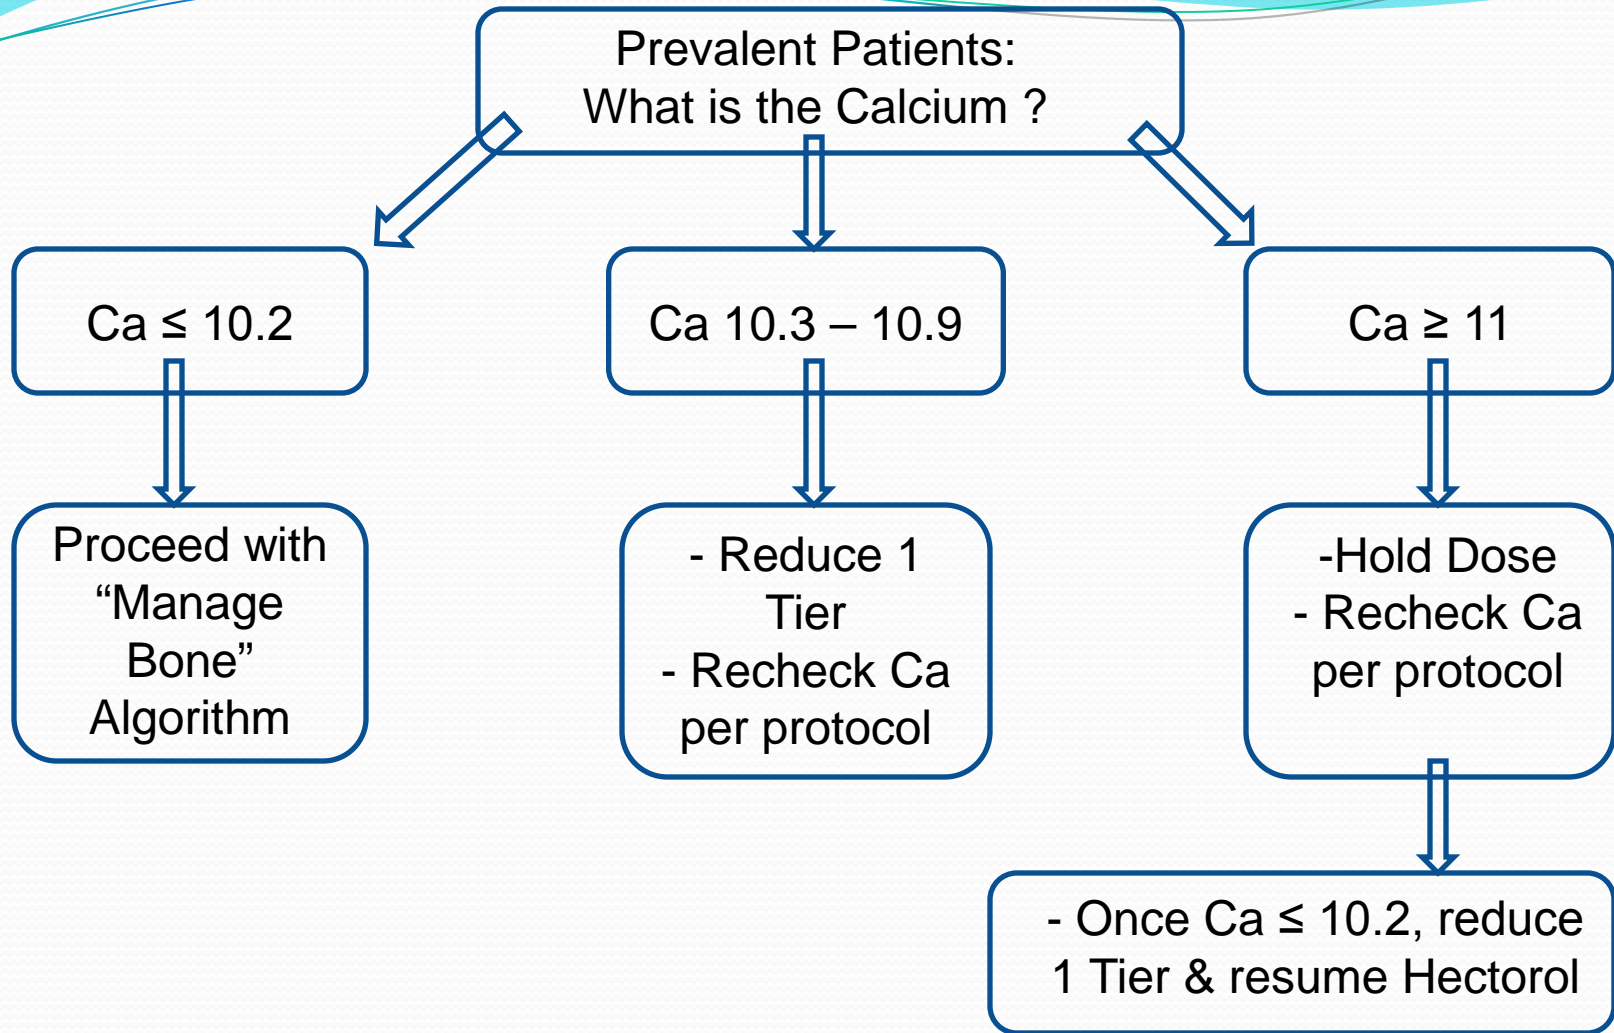 Prevalent Patients:
What is the Calcium ?
Ca ≤ 10.2
Ca 10.3 – 10.9
Ca ≥ 11
Proceed with
“Manage
Bone”
Algorithm
- Reduce 1
Tier
- Recheck Ca
per protocol
-Hold Dose
- Recheck Ca
per protocol
- Once Ca ≤ 10.2, reduce
1 Tier & resume Hectorol